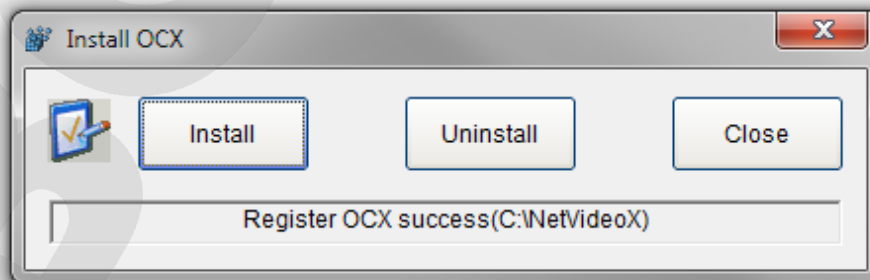 Install OCX
Install Uninstall Close
Register OCX success(C:\NetVideoX)